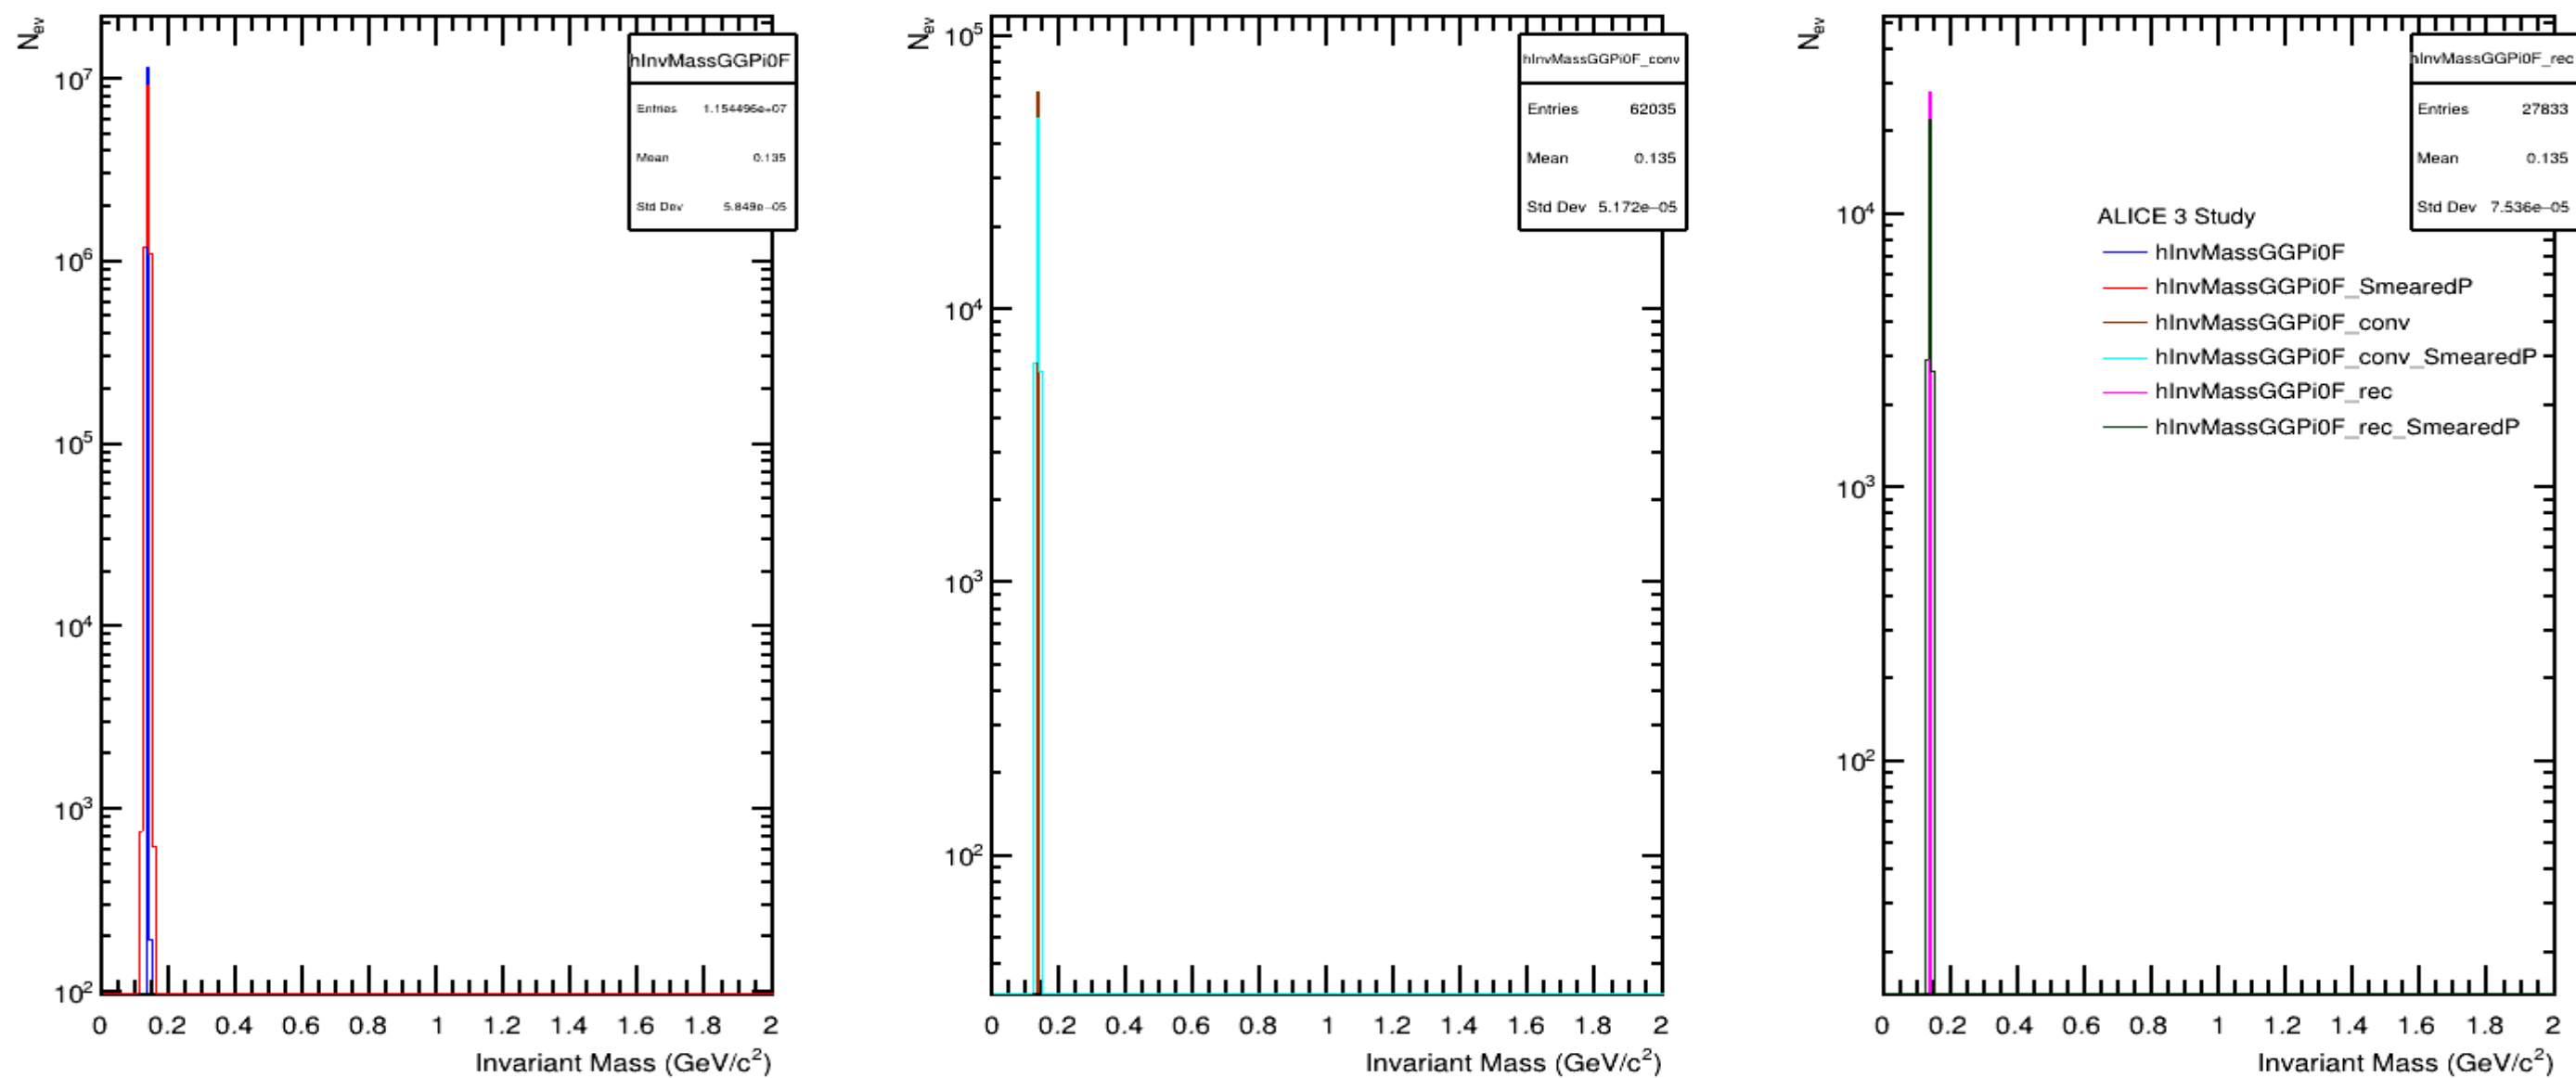 N_ev
hInvMassGGPi0F
Entries 1.154496e+07
Mean 0.135
Std Dev 5.849e-05
10^7
10^6
10^5
10^4
10^3
10^2
0 0.2 0.4 0.6 0.8 1 1.2 1.4 1.6 1.8 2
Invariant Mass (GeV/c^2)
N_ev
hInvMassGGPi0F_conv
Entries 62035
Mean 0.135
Std Dev 5.172e-05
10^5
10^4
10^3
10^2
0 0.2 0.4 0.6 0.8 1 1.2 1.4 1.6 1.8 2
Invariant Mass (GeV/c^2)
N_ev
hInvMassGGPi0F_rec
Entries 27833
Mean 0.135
Std Dev 7.536e-05
ALICE 3 Study
hInvMassGGPi0F
hInvMassGGPi0F_SmearedP
hInvMassGGPi0F_conv
hInvMassGGPi0F_conv_SmearedP
hInvMassGGPi0F_rec
hInvMassGGPi0F_rec_SmearedP
10^4
10^3
10^2
0 0.2 0.4 0.6 0.8 1 1.2 1.4 1.6 1.8 2
Invariant Mass (GeV/c^2)